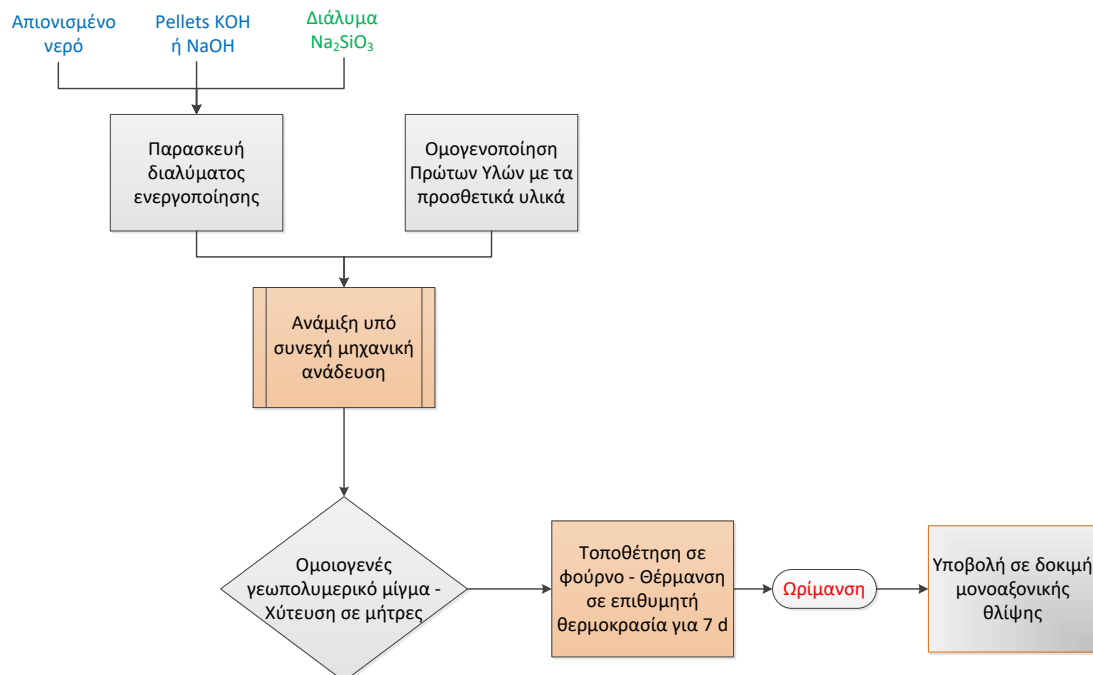 Απιονισμένο
νερό
Pellets KOH
ή NaOH
Διάλυμα
Na₂SiO₃
Παρασκευή
διαλύματος
ενεργοποίησης
Ομογενοποίηση
Πρώτων Υλών με τα
προσθετικά υλικά
Ανάμιξη υπό
συνεχή μηχανική
ανάδευση
Ομοιογενές
γεωπολυμερικό μίγμα -
Χύτευση σε μήτρες
Τοποθέτηση σε
φούρνο - Θέρμανση
σε επιθυμητή
θερμοκρασία για 7 d
Ωρίμανση
Υποβολή σε δοκιμή
μονοαξονικής
θλίψης